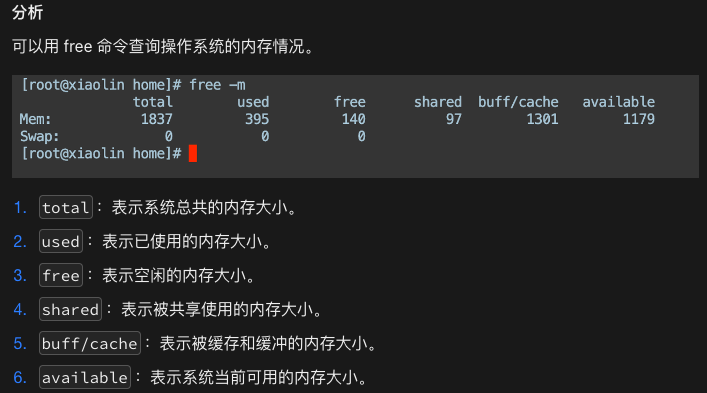 分析
可以用 free 命令查询操作系统的内存情况。
[root@xiaolin home]# free -m
total used free shared buff/cache available
Mem: 1837 395 140 97 1301 1179
Swap: 0 0 0
[root@xiaolin home]#
1. total： 表示系统总共的内存大小。
2. used： 表示已使用的内存大小。
3. free： 表示空闲的内存大小。
4. shared： 表示被共享使用的内存大小。
5. buff/cache： 表示被缓存和缓冲的内存大小。
6. available： 表示系统当前可用的内存大小。